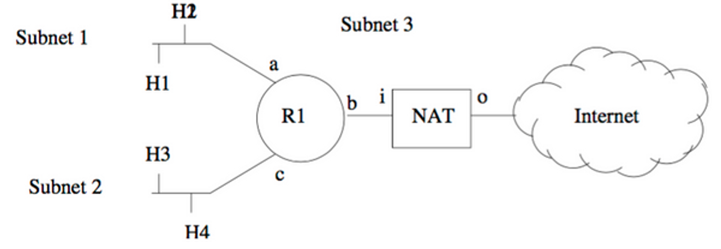 H2
Subnet 3
Subnet 1
a
H1
b
i
o
R1
NAT
Internet
H3
c
Subnet 2
H4